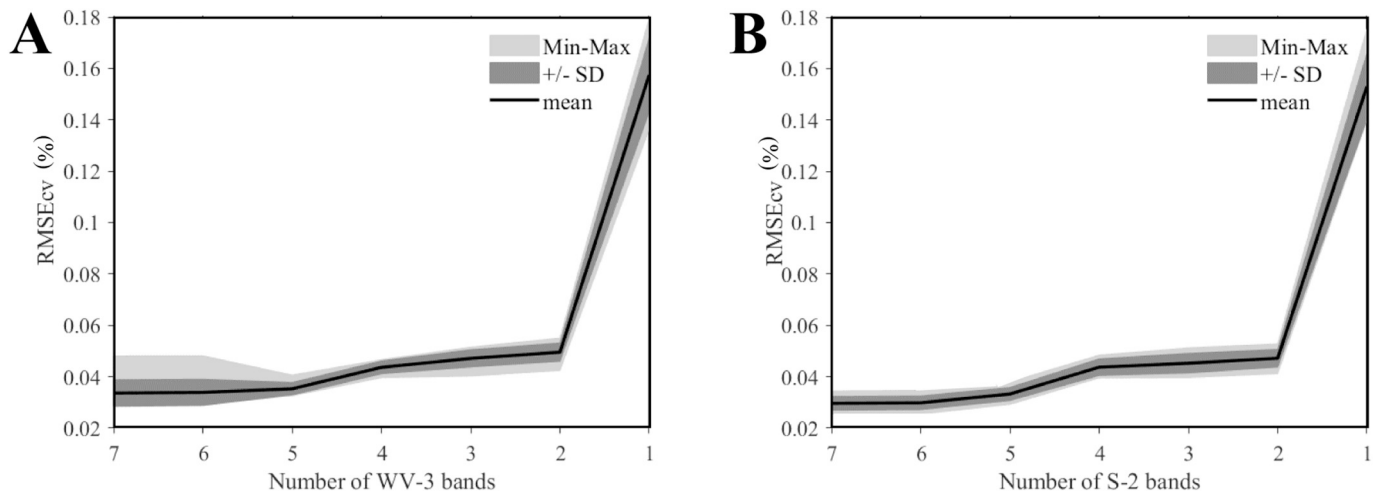 A
0.18
0.16
0.14
0.12
0.1
0.08
0.06
0.04
0.02
RMSEcv (%)
Min-Max
+/- SD
mean
7 6 5 4 3 2 1
Number of WV-3 bands
B
0.18
0.16
0.14
0.12
0.1
0.08
0.06
0.04
0.02
RMSEcv (%)
Min-Max
+/- SD
mean
7 6 5 4 3 2 1
Number of S-2 bands